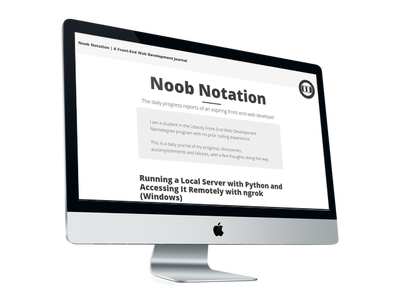 Noob Notation | A Front-End Web Development Journal
Noob Notation
The daily progress reports of an aspiring front end web developer
I am a student in the Udacity Front End Web Development
Nanodegree program with no prior coding experience
This is a daily journal of my progress, discoveries,
accomplishments and failures, with a few thoughts along the way.
Running a Local Server with Python and
Accessing It Remotely with ngrok
(Windows)